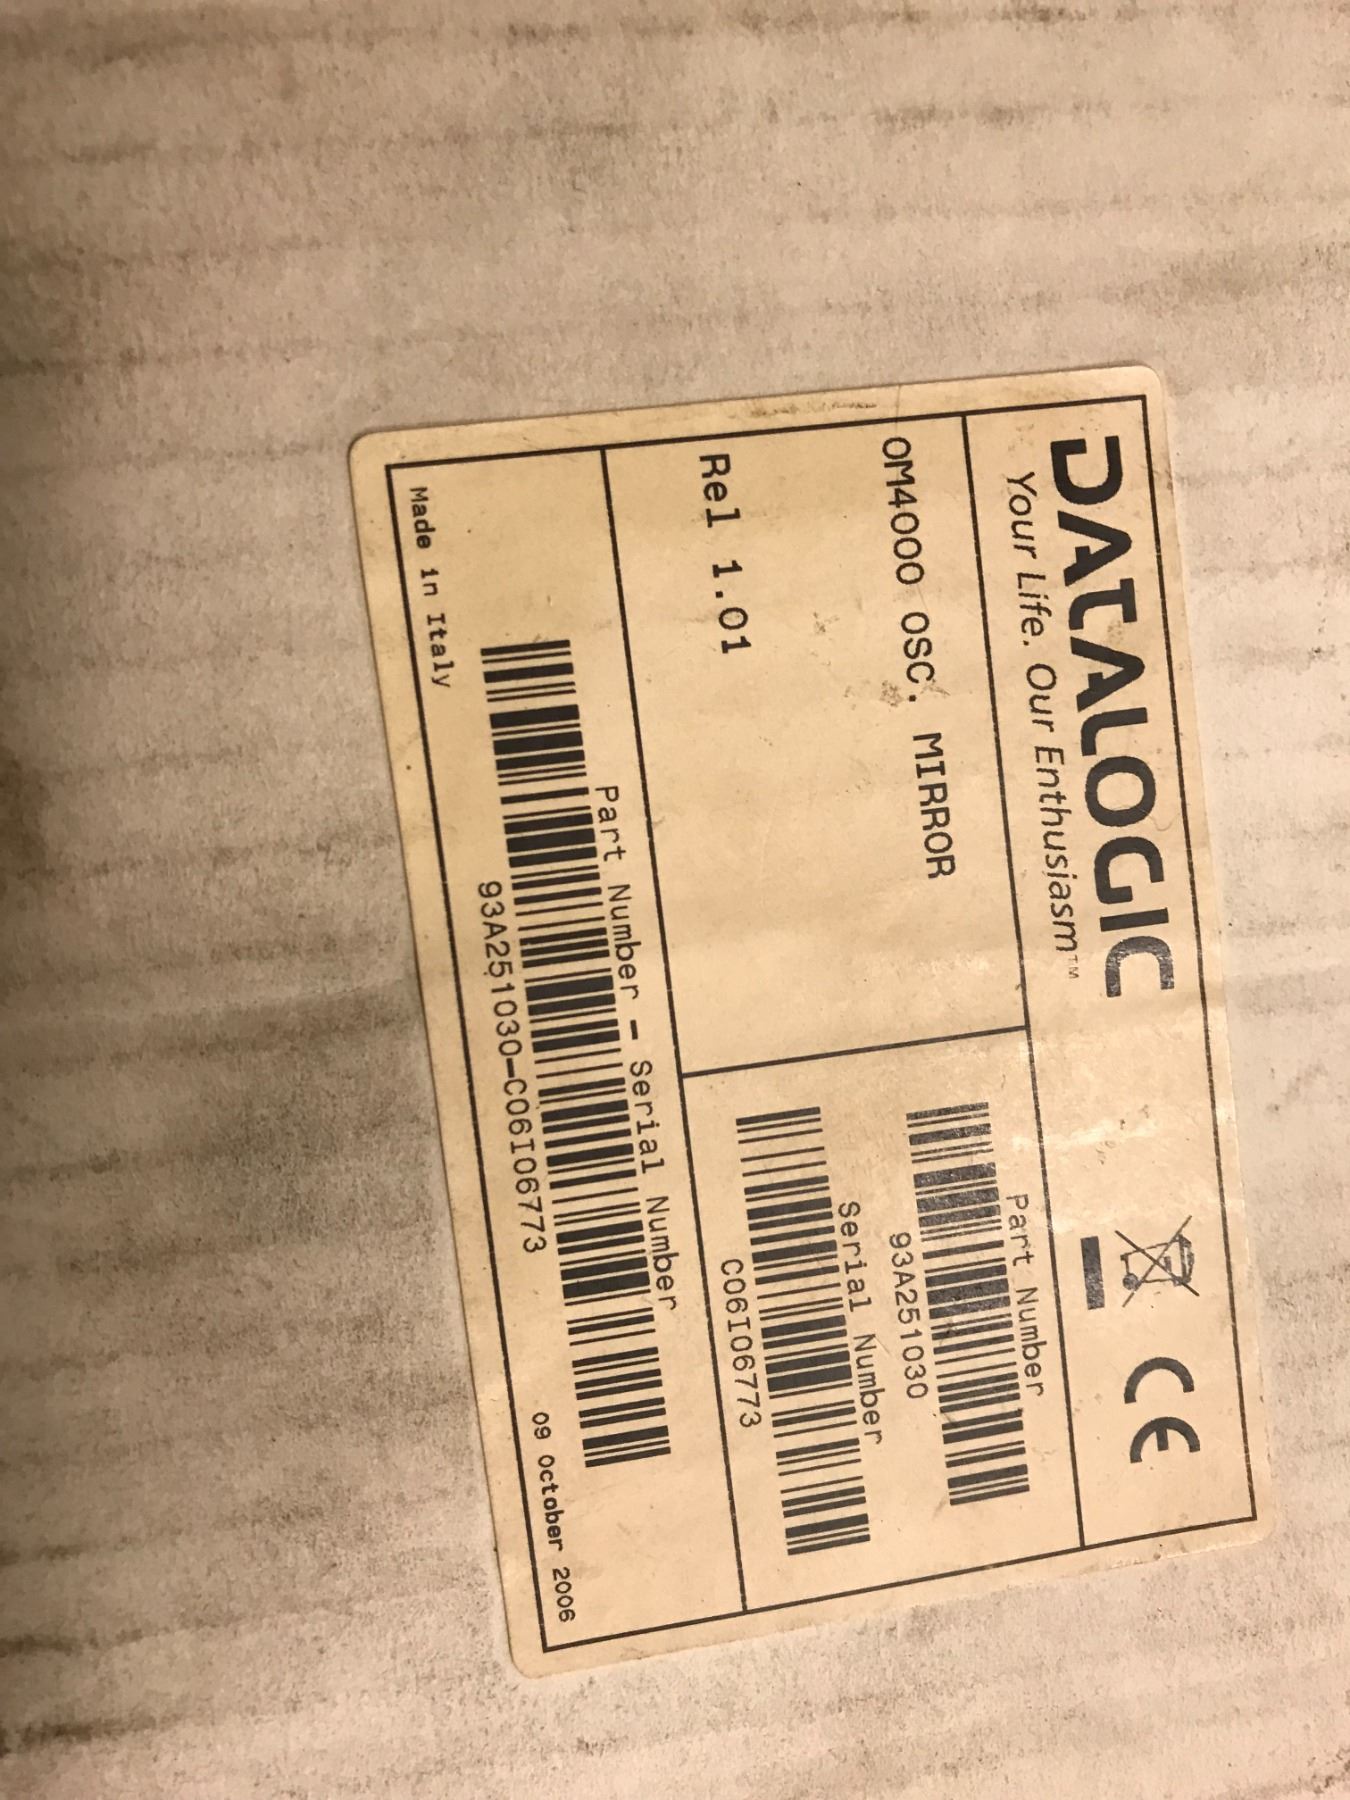 DATALOGIC
Your Life. Our Enthusiasm™
CE
OM4000 OSC. MIRROR
Rel 1.01
Part Number
93A251030
Serial Number
C06I06773
Part Number - Serial Number
93A251030-C06I06773
Made in Italy
09 October 2006